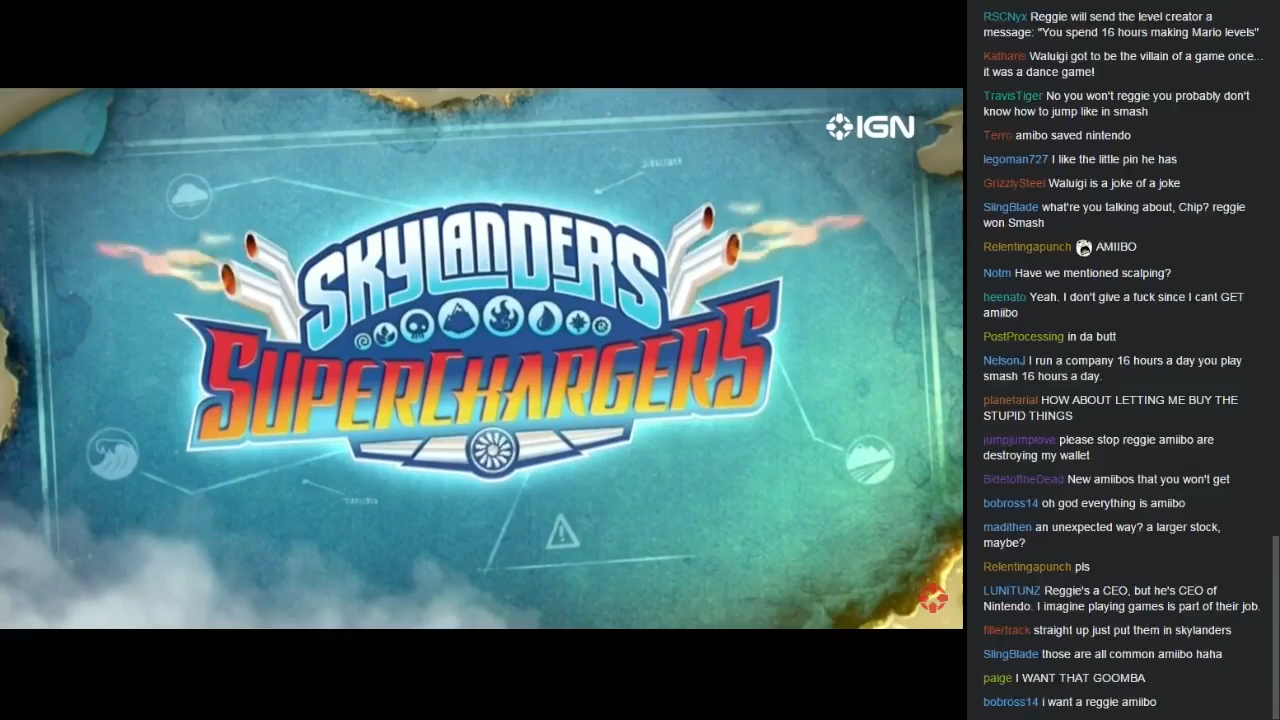 IGN
SKYLANDERS
SUPERCHARGERS
RSCNyx Reggie will send the level creator a
message: "You spend 16 hours making Mario levels"
Katharis Waluigi got to be the villain of a game once...
it was a dance game!
TravisTiger No you won't reggie you probably don't
know how to jump like in smash
Terro amibo saved nintendo
legoman727 I like the little pin he has
GrizzlySteel Waluigi is a joke of a joke
SlingBlade what're you talking about, Chip? reggie
won Smash
Relentingapunch AMIIBO
Notm Have we mentioned scalping?
heenato Yeah. I don't give a fuck since I cant GET
amiibo
PostProcessing in da butt
NelsonJ I run a company 16 hours a day you play
smash 16 hours a day.
planetarial HOW ABOUT LETTING ME BUY THE
STUPID THINGS
jumpjumplove please stop reggie amiibo are
destroying my wallet
BidetoftheDead New amiibos that you won't get
bobross14 oh god everything is amiibo
madithen an unexpected way? a larger stock,
maybe?
Relentingapunch pls
LUNITUNZ Reggie's a CEO, but he's CEO of
Nintendo. I imagine playing games is part of their job.
fillertrack straight up just put them in skylanders
SlingBlade those are all common amiibo haha
paige I WANT THAT GOOMBA
bobross14 i want a reggie amiibo